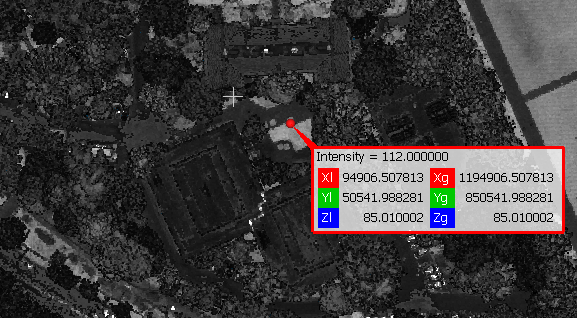 Intensity = 112.000000
Xl 94906.507813 Xg 1194906.507813
Yl 50541.988281 Yg 850541.988281
Zl 85.010002 Zg 85.010002